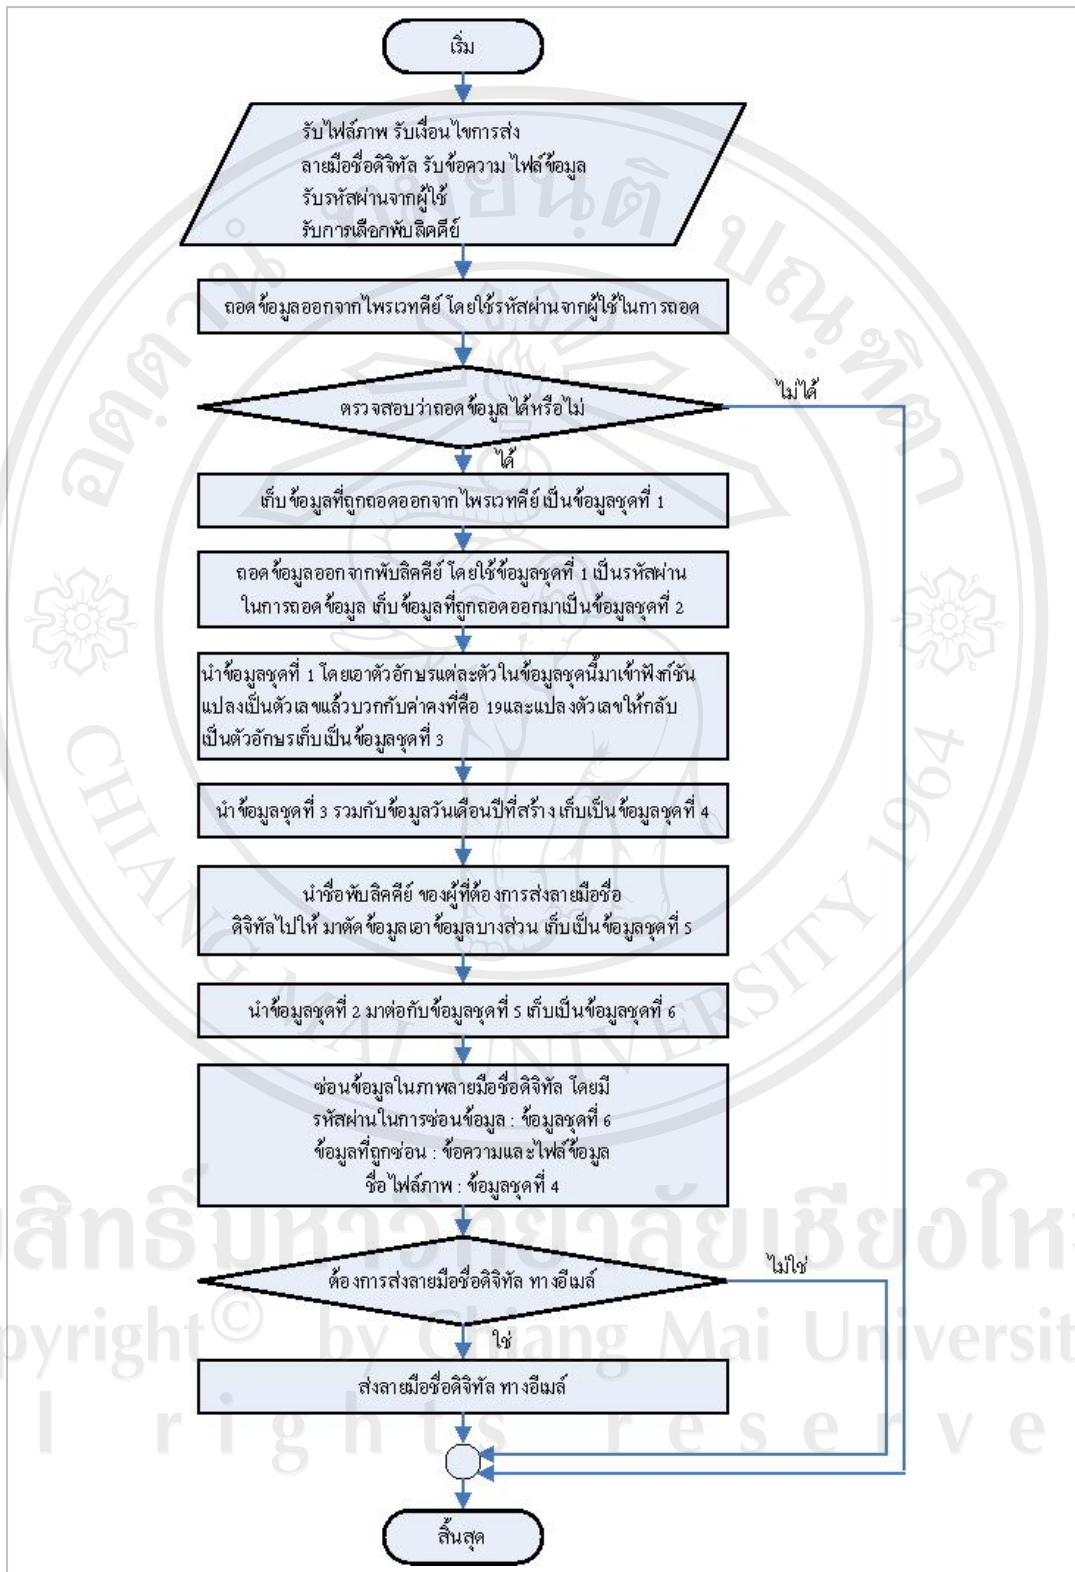 เริ่ม
รับไฟล์ภาพ รับเงื่อนไขการส่ง
ลายมือชื่อดิจิทัล รับข้อความ ไฟล์ข้อมูล
รับรหัสผ่านจากผู้ใช้
รับการเลือกพับลิคคีย์
ถอดข้อมูลออกจากไพรเวทคีย์ โดยใช้รหัสผ่านจากผู้ใช้ในการถอด
ตรวจสอบว่าถอดข้อมูลได้หรือไม่
ไม่ได้
ได้
เก็บข้อมูลที่ถูกถอดออกจากไพรเวทคีย์ เป็นข้อมูลชุดที่ 1
ถอดข้อมูลออกจากพับลิคคีย์ โดยใช้ข้อมูลชุดที่ 1 เป็นรหัสผ่าน
ในการถอดข้อมูล เก็บข้อมูลที่ถูกถอดออกมาเป็นข้อมูลชุดที่ 2
นำข้อมูลชุดที่ 1 โดยเอาตัวอักษรแต่ละตัวในข้อมูลชุดนี้มาเข้าฟังก์ชัน
แปลงเป็นตัวเลขแล้วบวกกับค่าคงที่คือ 19และแปลงตัวเลขให้กลับ
เป็นตัวอักษรเก็บเป็นข้อมูลชุดที่ 3
นำข้อมูลชุดที่ 3 รวมกับข้อมูลวันเดือนปีที่สร้าง เก็บเป็นข้อมูลชุดที่ 4
นำชื่อพับลิคคีย์ ของผู้ที่ต้องการส่งลายมือชื่อ
ดิจิทัลไปให้ มาตัดข้อมูลเอาข้อมูลบางส่วน เก็บเป็นข้อมูลชุดที่ 5
นำข้อมูลชุดที่ 2 มาต่อกับข้อมูลชุดที่ 5 เก็บเป็นข้อมูลชุดที่ 6
ซ่อนข้อมูลในภาพลายมือชื่อดิจิทัล โดยมี
รหัสผ่านในการซ่อนข้อมูล : ข้อมูลชุดที่ 6
ข้อมูลที่ถูกซ่อน : ข้อความและไฟล์ข้อมูล
ชื่อไฟล์ภาพ : ข้อมูลชุดที่ 4
ต้องการส่งลายมือชื่อดิจิทัล ทางอีเมล์
ไม่ใช่
ใช่
ส่งลายมือชื่อดิจิทัล ทางอีเมล์
สิ้นสุด
CHIANG MAI UNIVERSITY 1964
สิทธิ์มหาวิทยาลัยเชียงให
pyright© by Chiang Mai Universit
l rights reserve